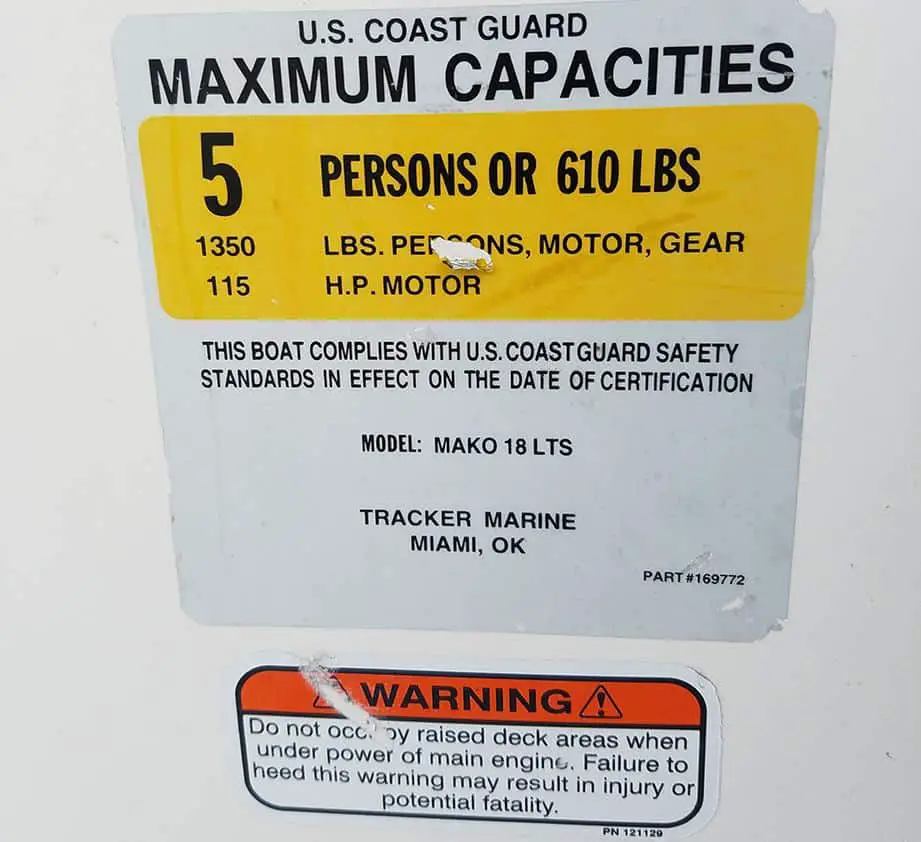 U.S. COAST GUARD
MAXIMUM CAPACITIES
5 PERSONS OR 610 LBS
1350 LBS. PERSONS, MOTOR, GEAR
115 H.P. MOTOR
THIS BOAT COMPLIES WITH U.S. COAST GUARD SAFETY
STANDARDS IN EFFECT ON THE DATE OF CERTIFICATION
MODEL: MAKO 18 LTS
TRACKER MARINE
MIAMI, OK
PART #169772
WARNING
Do not occupy raised deck areas when
under power of main engine. Failure to
heed this warning may result in injury or
potential fatality.
PN 121129